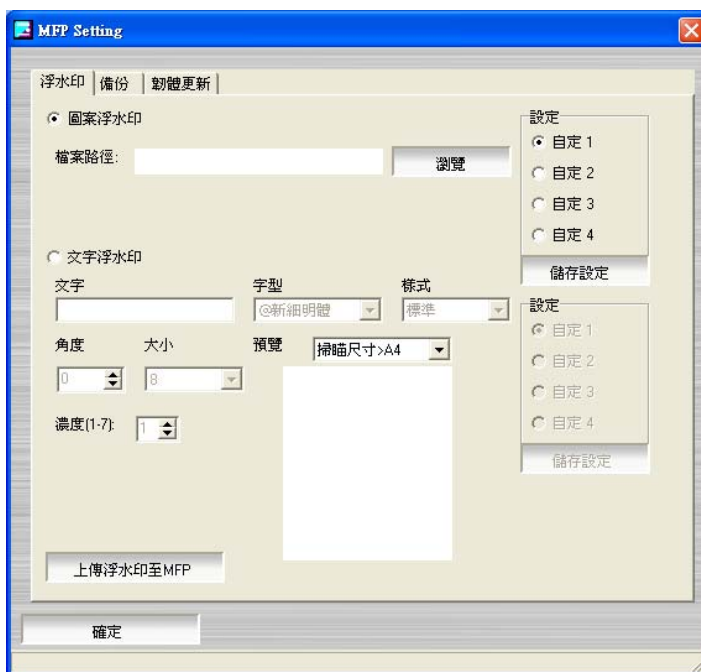 MFP Setting
浮水印 備份 韌體更新
圖案浮水印
檔案路徑: 瀏覽
設定
自定 1
自定 2
自定 3
自定 4
儲存設定
文字浮水印
文字 字型 樣式
@新細明體 標準
角度 大小 預覽 掃瞄尺寸>A4
0 8
濃度(1-7): 1
設定
自定 1
自定 2
自定 3
自定 4
儲存設定
上傳浮水印至MFP
確定